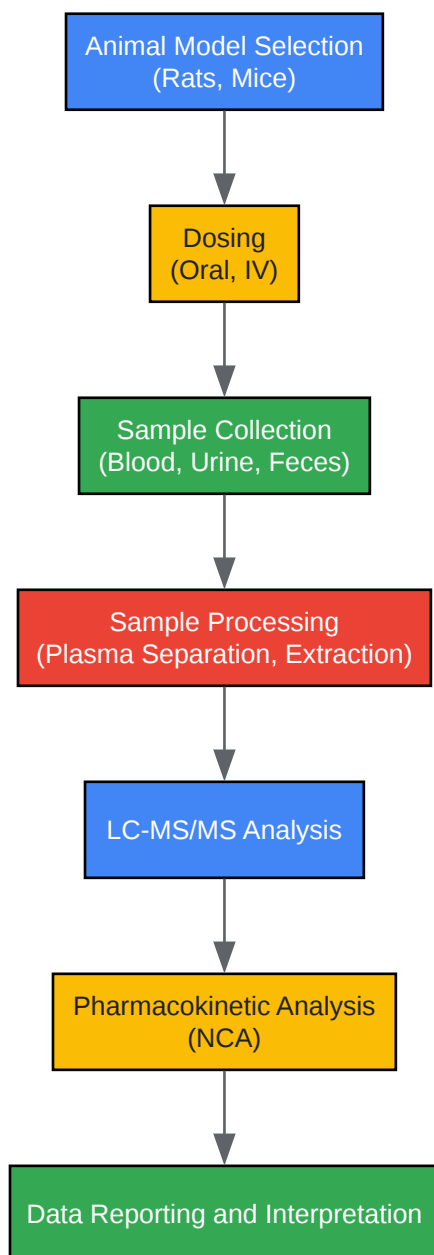 Animal Model Selection
(Rats, Mice)
Dosing
(Oral, IV)
Sample Collection
(Blood, Urine, Feces)
Sample Processing
(Plasma Separation, Extraction)
LC-MS/MS Analysis
Pharmacokinetic Analysis
(NCA)
Data Reporting and Interpretation